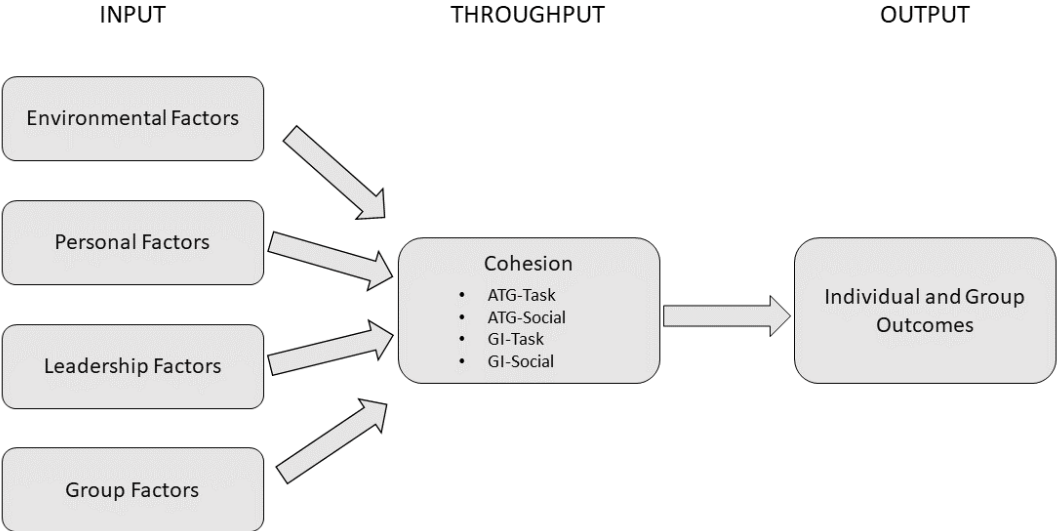 INPUT
THROUGHPUT
OUTPUT
Environmental Factors
Personal Factors
Leadership Factors
Group Factors
Cohesion
• ATG-Task
• ATG-Social
• GI-Task
• GI-Social
Individual and Group
Outcomes